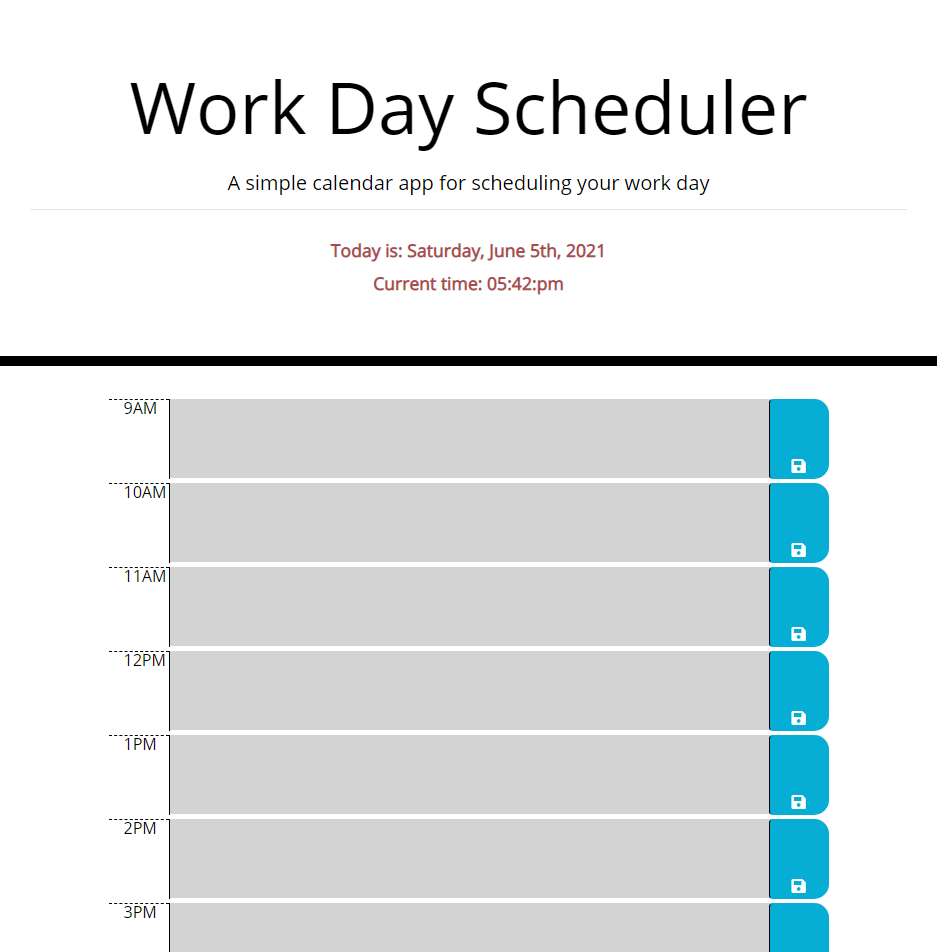 Work Day Scheduler
A simple calendar app for scheduling your work day
Today is: Saturday, June 5th, 2021
Current time: 05:42:pm
9AM
10AM
11AM
12PM
1PM
2PM
3PM